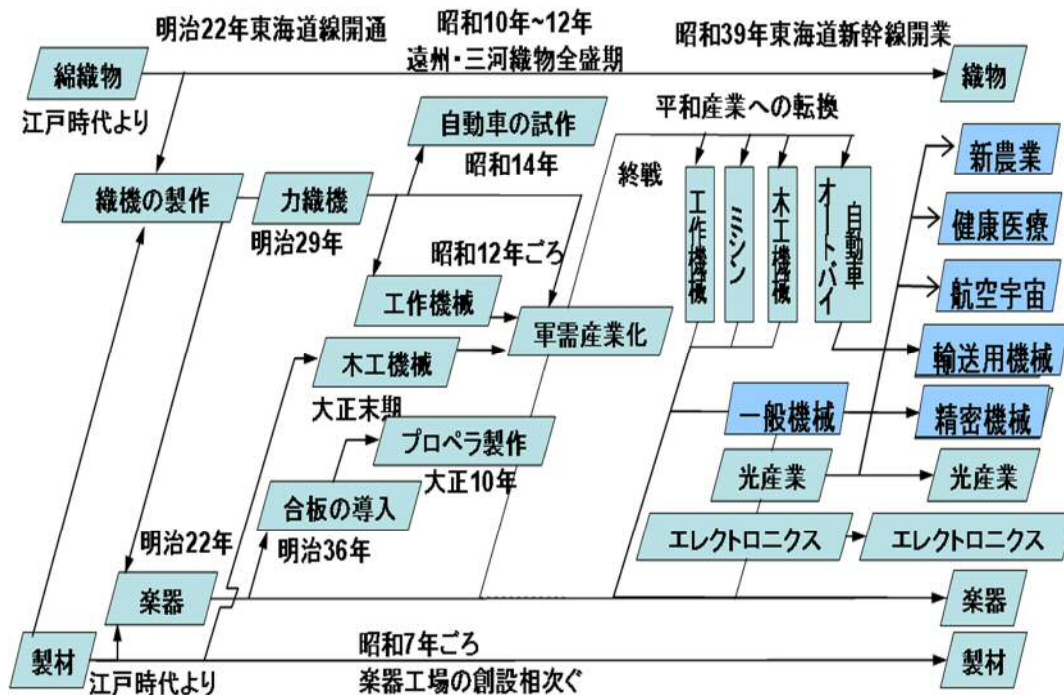 明治22年東海道線開通
昭和10年~12年
遠州・三河織物全盛期
昭和39年東海道新幹線開業
綿織物
織物
江戸時代より
自動車の試作
昭和14年
平和産業への転換
終戦
新農業
織機の製作
力織機
明治29年
工作機械
ミシン
木工機械
オートバイ
自動車
健康医療
昭和12年ごろ
工作機械
航空宇宙
軍需産業化
木工機械
大正末期
輸送用機械
プロペラ製作
大正10年
一般機械
精密機械
合板の導入
明治36年
光産業
光産業
明治22年
エレクトロニクス
エレクトロニクス
楽器
楽器
製材
江戸時代より
昭和7年ごろ
楽器工場の創設相次ぐ
製材